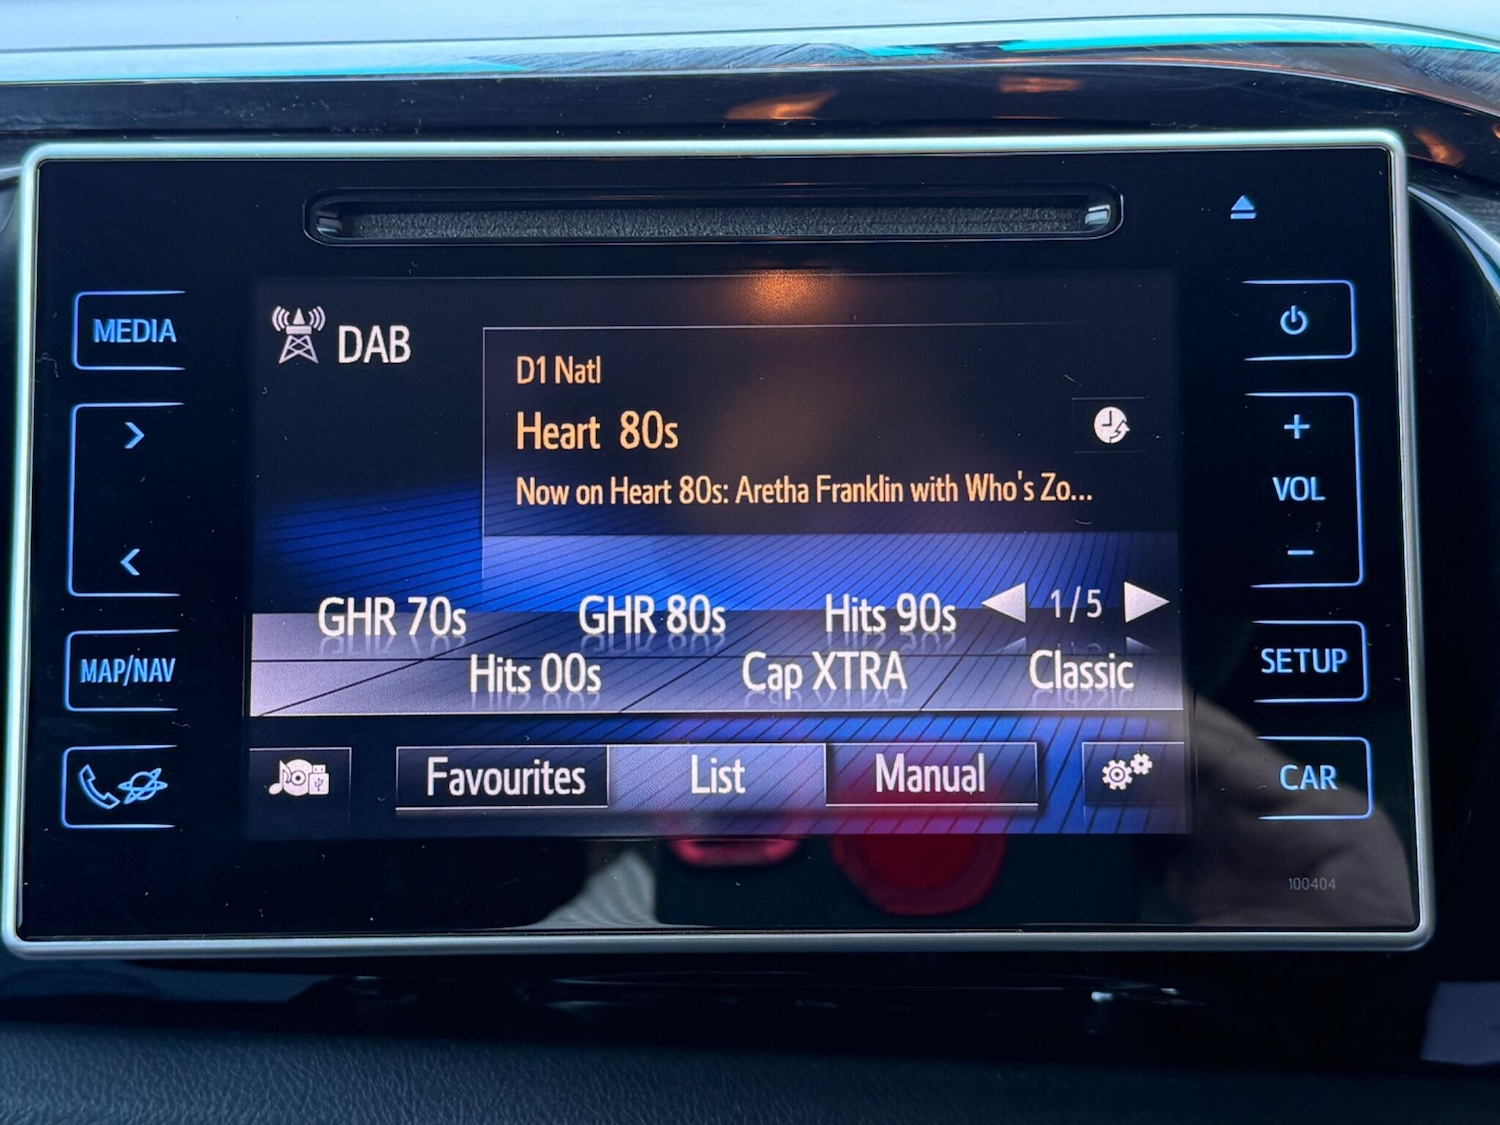 MEDIA
DAB
D1 Natl
Heart 80s
Now on Heart 80s: Aretha Franklin with Who's Zo...
+
VOL
−
GHR 70s GHR 80s Hits 90s 1/5
Hits 00s Cap XTRA Classic
MAP/NAV
SETUP
Favourites List Manual
CAR
100404